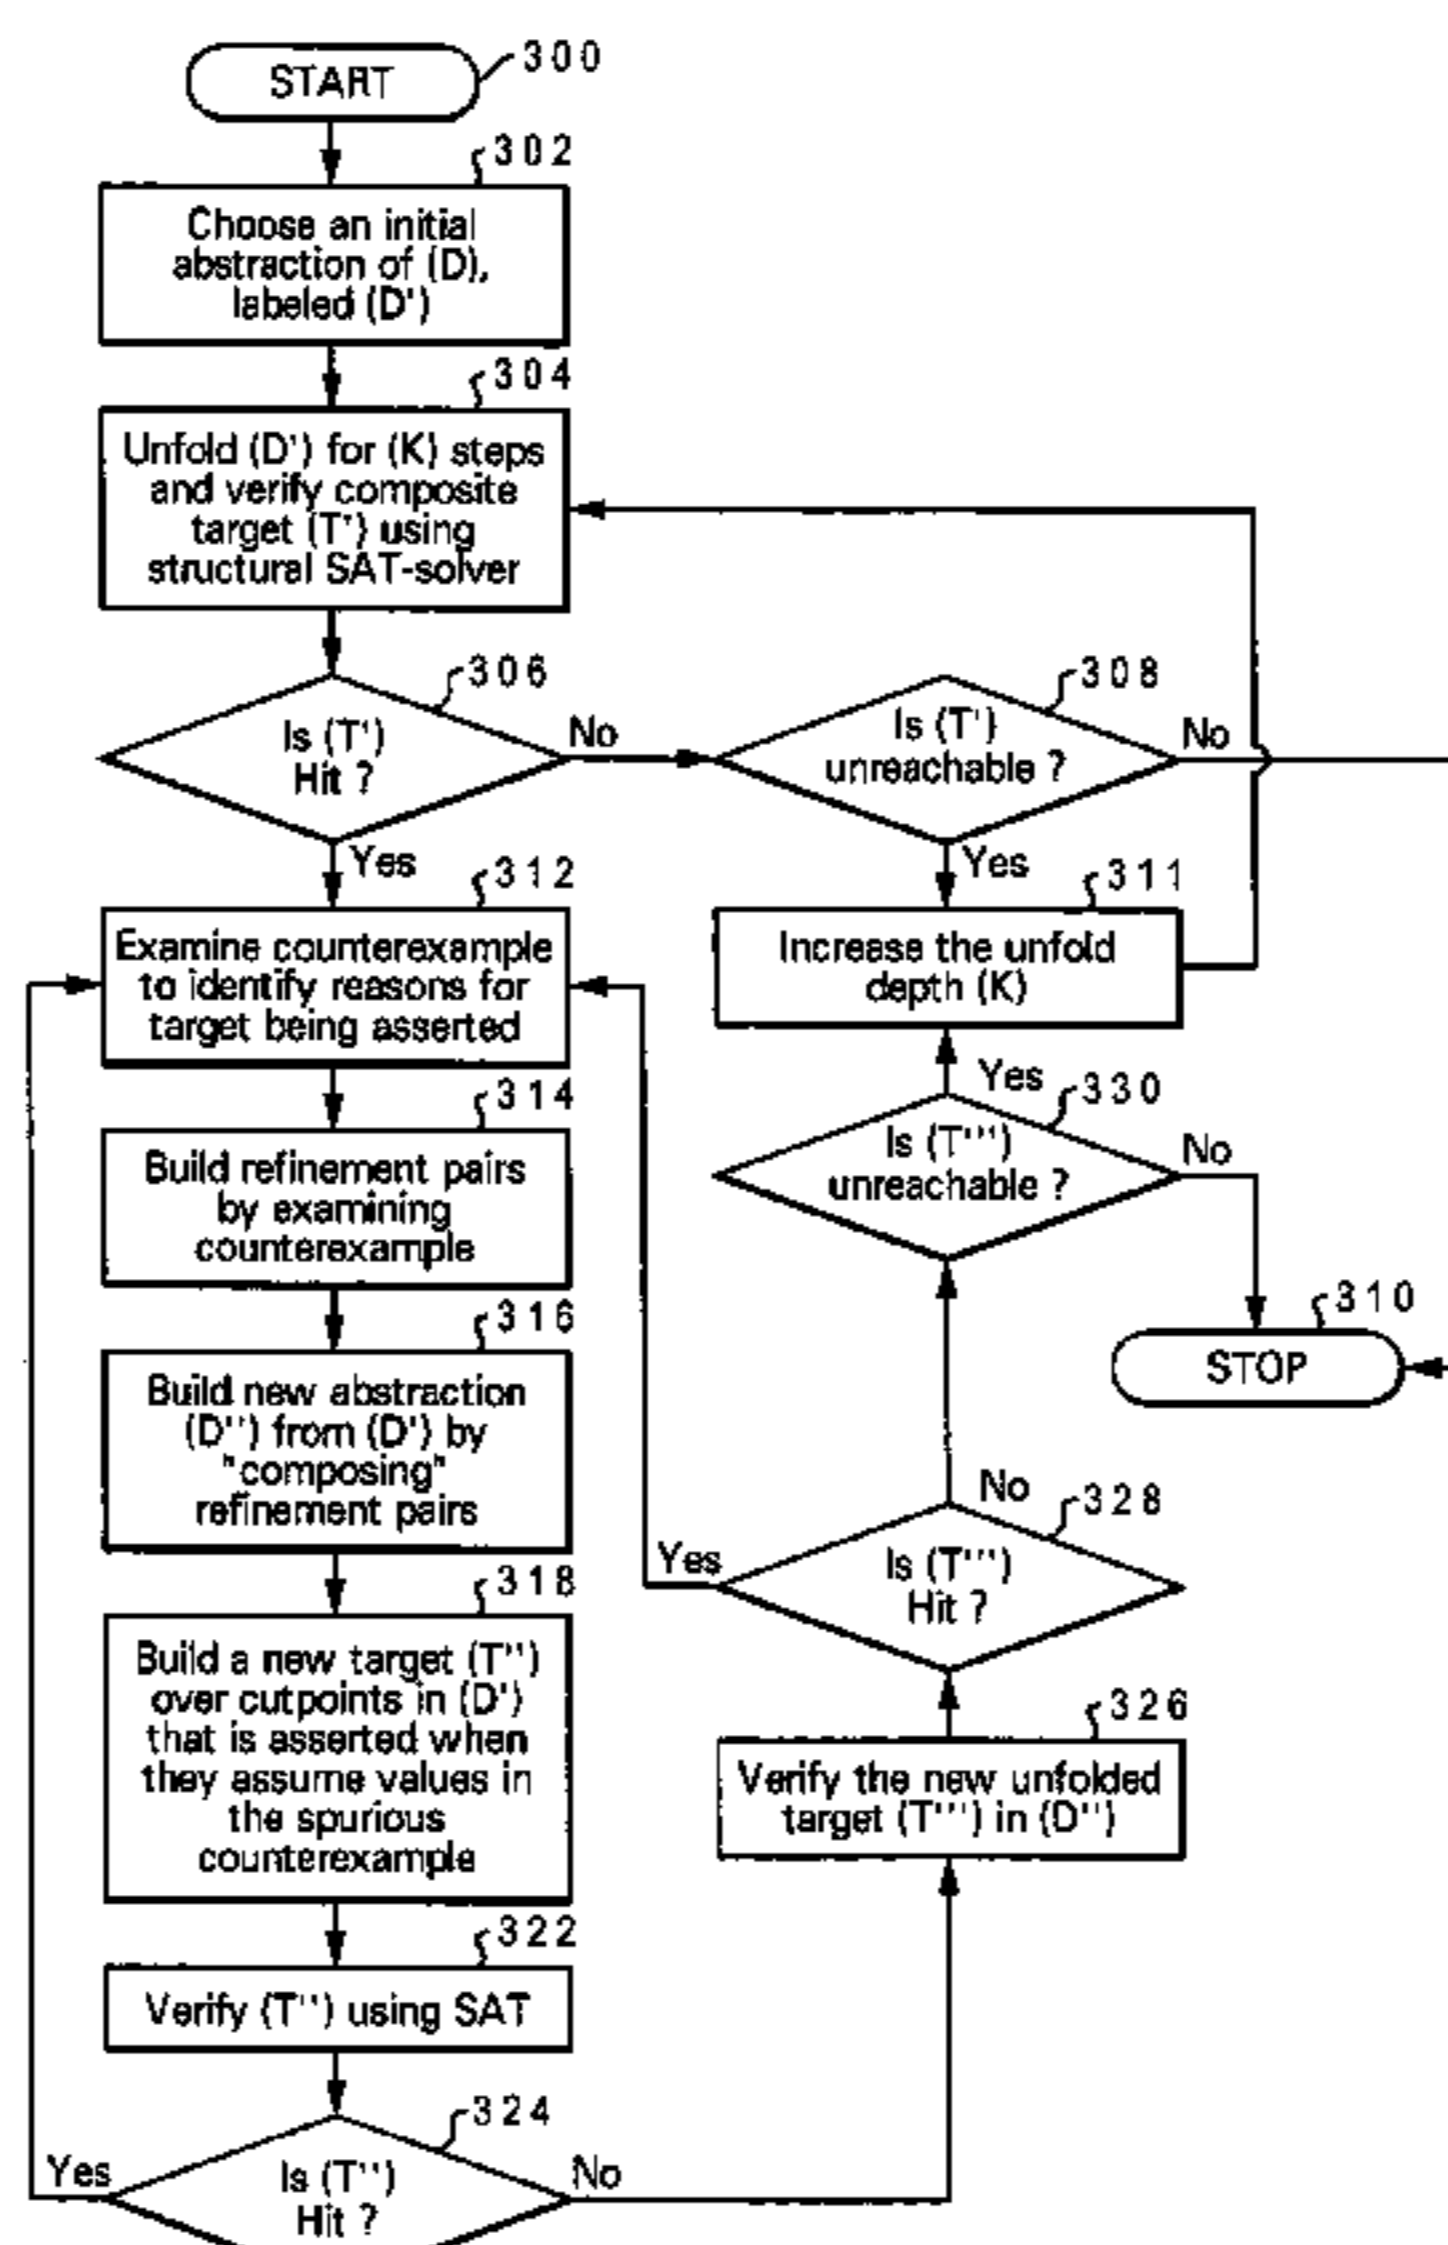 START
300
302
Choose an initial
abstraction of (D),
labeled (D')
304
Unfold (D') for (K) steps
and verify composite
target (T') using
structural SAT-solver
306
Is (T')
Hit ?
No
Yes
308
Is (T')
unreachable ?
No
Yes
311
Increase the unfold
depth (K)
312
Examine counterexample
to identify reasons for
target being asserted
314
Build refinement pairs
by examining
counterexample
316
Build new abstraction
(D'') from (D') by
"composing"
refinement pairs
318
Build a new target (T'')
over cutpoints in (D')
that is asserted when
they assume values in
the spurious
counterexample
322
Verify (T'') using SAT
324
Is (T'')
Hit ?
Yes
No
326
Verify the new unfolded
target (T''') in (D'')
328
Is (T''')
Hit ?
Yes
No
330
Is (T''')
unreachable ?
Yes
No
310
STOP